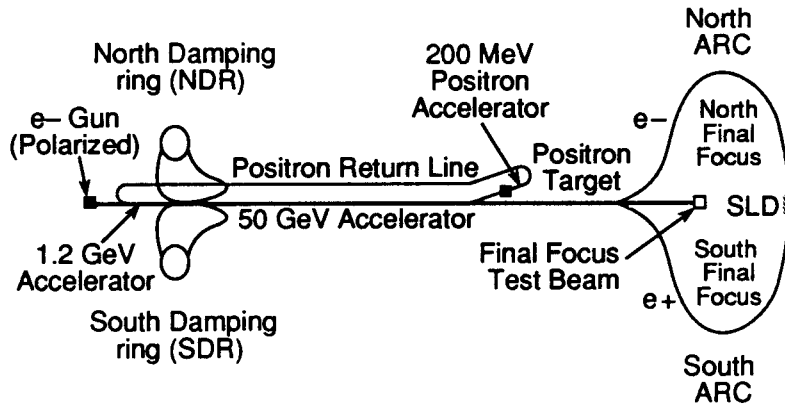 North
ARC
North Damping
ring (NDR)
200 MeV
Positron
Accelerator
e– Gun
(Polarized)
e–
North
Final
Focus
Positron Return Line
Positron
Target
50 GeV Accelerator
SLD
1.2 GeV
Accelerator
Final Focus
Test Beam
South
Final
Focus
e+
South Damping
ring (SDR)
South
ARC